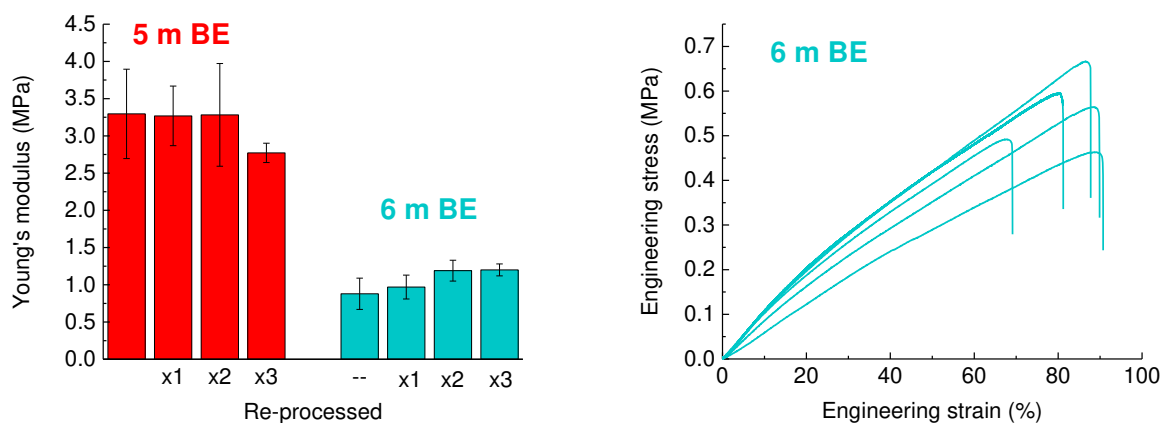 5 m BE
6 m BE
Young's modulus (MPa)
4.5
4.0
3.5
3.0
2.5
2.0
1.5
1.0
0.5
0.0
x1 x2 x3 -- x1 x2 x3
Re-processed
6 m BE
Engineering stress (MPa)
0.7
0.6
0.5
0.4
0.3
0.2
0.1
0.0
0 20 40 60 80 100
Engineering strain (%)